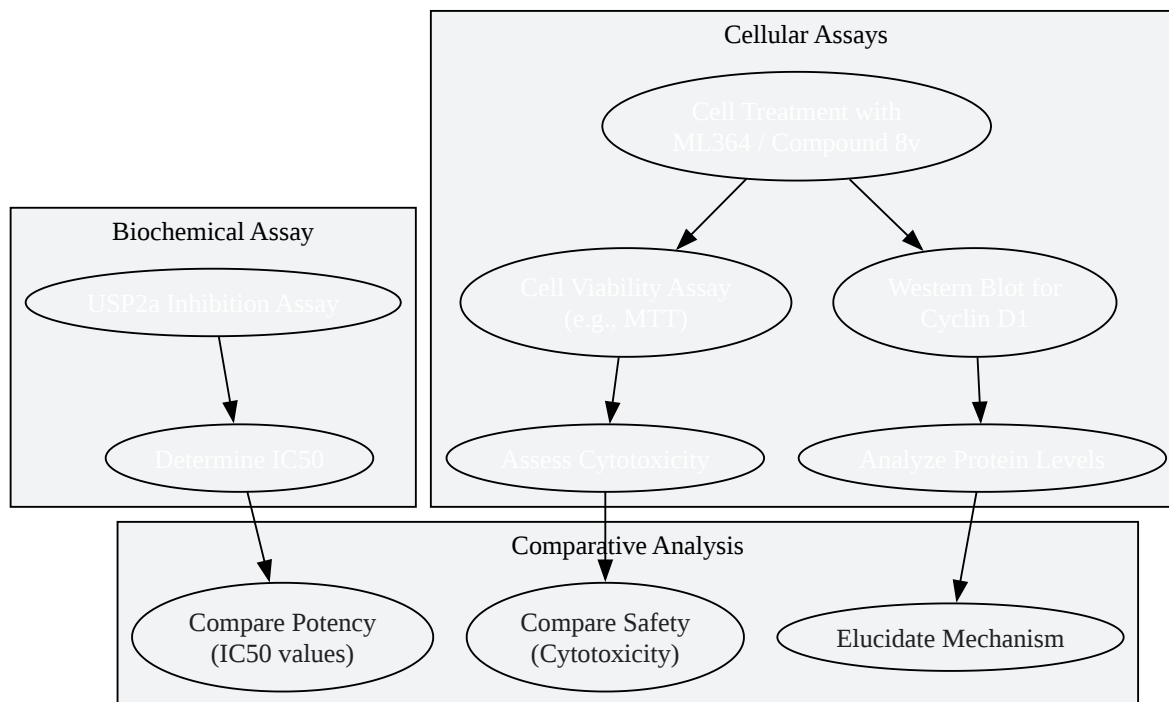 Cellular Assays
Cell Treatment with
ML364 / Compound 8v
Biochemical Assay
USP2a Inhibition Assay
Cell Viability Assay
(e.g., MTT)
Western Blot for
Cyclin D1
Determine IC50
Assess Cytotoxicity
Analyze Protein Levels
Comparative Analysis
Compare Potency
(IC50 values)
Compare Safety
(Cytotoxicity)
Elucidate Mechanism